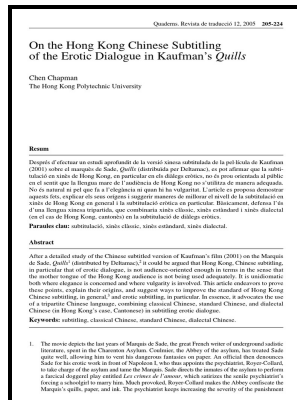 Quaderns. Revista de traducció 12, 2005 205-224
On the Hong Kong Chinese Subtitling
of the Erotic Dialogue in Kaufman's Quills
Chen Chapman
The Hong Kong Polytechnic University
Resum
Després d'efectuar un estudi aprofundit de la versió xinesa subtitulada de la pel·lícula de Kaufman
(2001) sobre el marquès de Sade, Quills (distribuïda per Deltamac), es pot afirmar que la subti-
tulació en xinès de Hong Kong, en particular en els diàlegs eròtics, no és prou orientada al públic
en el sentit que la llengua mare de l'audiència de Hong Kong no s'utilitza de manera adequada.
No és natural ni pel que fa a l'elegància ni quan hi ha vulgaritat. L'article es proposa demostrar
aquests fets, explicar els seus orígens i suggerir maneres de millorar el nivell de la subtitulació en
xinès de Hong Kong en general i la subtitulació eròtica en particular. Bàsicament, defensa l'és
d'una llengua xinesa tripartida, que combinaria xinès clàssic, xinès estàndard i xinès dialectal
(en el cas de Hong Kong, cantonès) en la subtitulació de diàlegs eròtics.
Paraules clau: subtitulació, xinès clàssic, xinès estàndard, xinès dialectal.
Abstract
After a detailed study of the Chinese subtitled version of Kaufman's film (2001) on the Marquis
de Sade, Quills¹ (distributed by Deltamac),² it could be argued that Hong Kong, Chinese subtitling,
in particular that of erotic dialogue, is not audience-oriented enough in terms in the sense that
the mother tongue of the Hong Kong audience is not being used adequately. It is unidiomatic
both where elegance is concerned and where vulgarity is involved. This article endeavors to prove
these points, explain their origins, and suggest ways to improve the standard of Hong Kong
Chinese subtitling, in general,³ and erotic subtitling, in particular. In essence, it advocates the use
of a tripartite Chinese language, combining classical Chinese, standard Chinese, and dialectal
Chinese (in Hong Kong's case, Cantonese) in subtitling erotic dialogue.
Keywords: subtitling, classical Chinese, standard Chinese, dialectal Chinese.
1. The movie depicts the last years of Marquis de Sade, the great French writer of underground sadistic
literature, spent in the Charenton Asylum. Coulmier, the Abbey of the asylum, has treated Sade
quite well, allowing him to vent his dangerous fantasies on paper. An official then denounces
Sade for his comic work in front of Napoleon I, who thus appoints the psychiatrist, Royer-Collard,
to take charge of the asylum and tame the Marquis. Sade directs the inmates of the asylum to perform
a farcical doggerel play entitled Les crimes de l'amour, which satirizes the senile psychiatrist's
forcing a schoolgirl to marry him. Much provoked, Royer-Collard makes the Abbey confiscate the
Marquis's quills, paper, and ink. The psychiatrist keeps increasing the severity of the punishment